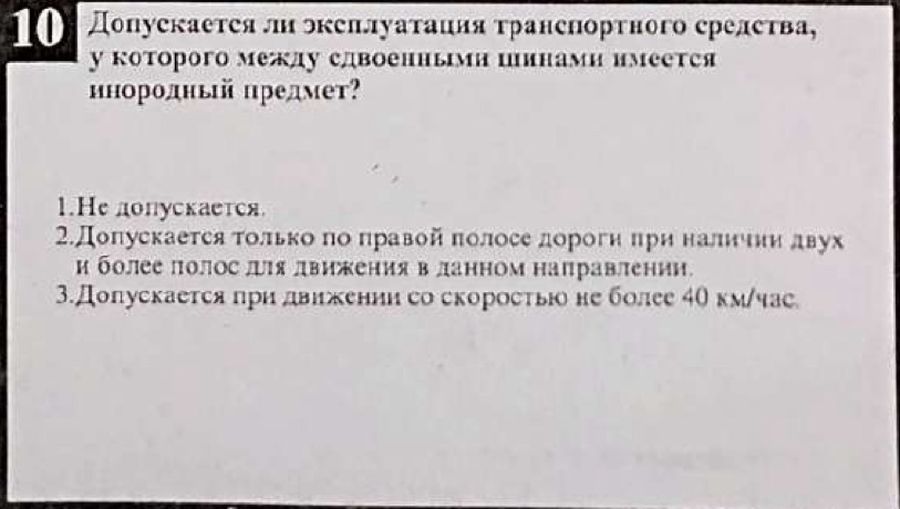 10 Допускается ли эксплуатация транспортного средства,
у которого между сдвоенными шинами имеется
инородный предмет?
1.Не допускается.
2.Допускается только по правой полосе дороги при наличии двух
и более полос для движения в данном направлении.
3.Допускается при движении со скоростью не более 40 км/час.